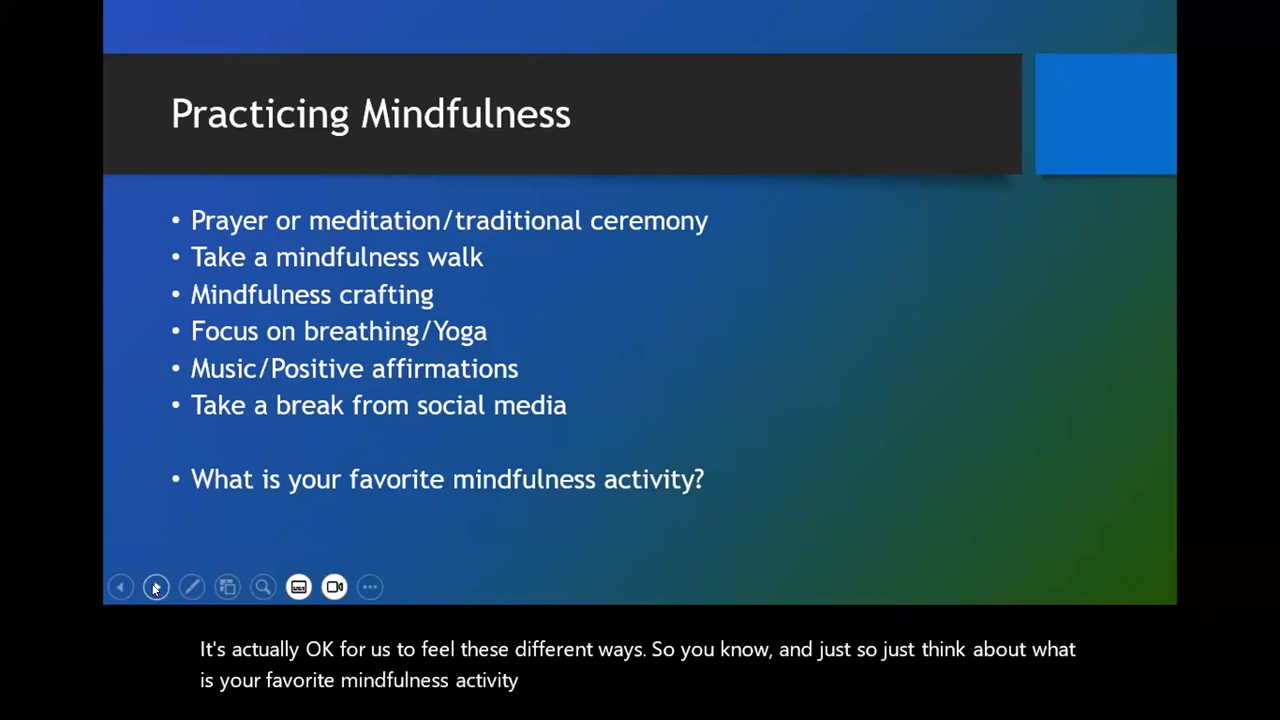 Practicing Mindfulness
• Prayer or meditation/traditional ceremony
• Take a mindfulness walk
• Mindfulness crafting
• Focus on breathing/Yoga
• Music/Positive affirmations
• Take a break from social media
• What is your favorite mindfulness activity?
It's actually OK for us to feel these different ways. So you know, and just so just think about what
is your favorite mindfulness activity